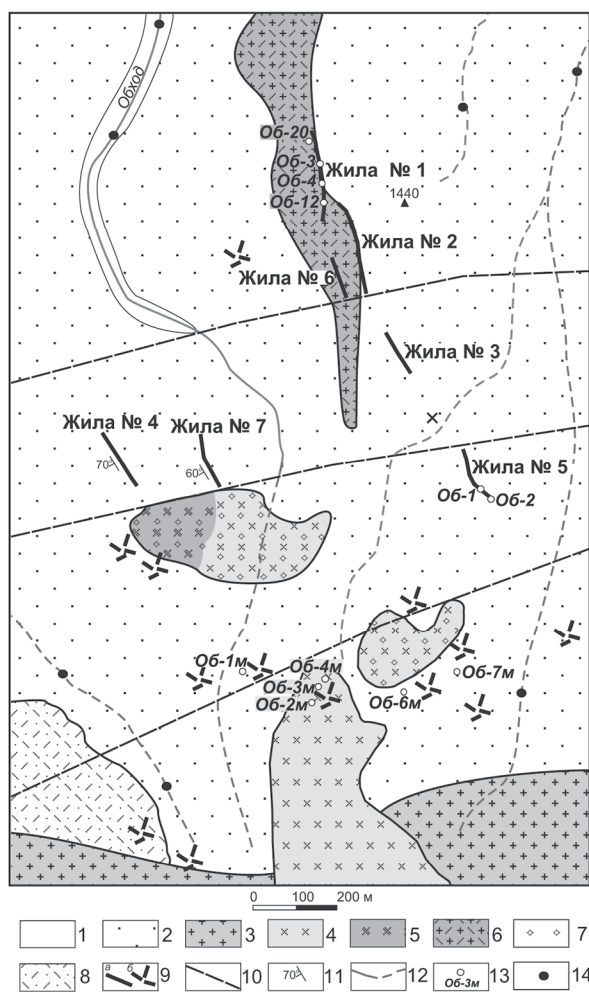 Обход
Об-20
Об-3
Жила № 1
Об-4
1440
Об-12
Жила № 2
Жила № 6
Жила № 3
Жила № 4
Жила № 7
70
60
Жила № 5
Об-1
Об-2
Об-1м
Об-4м
Об-3м
Об-2м
Об-7м
Об-6м
0 100 200 м
1 2 3 4 5 6 7
8 а б 9 10 70 11 12 Об-3м 13 14